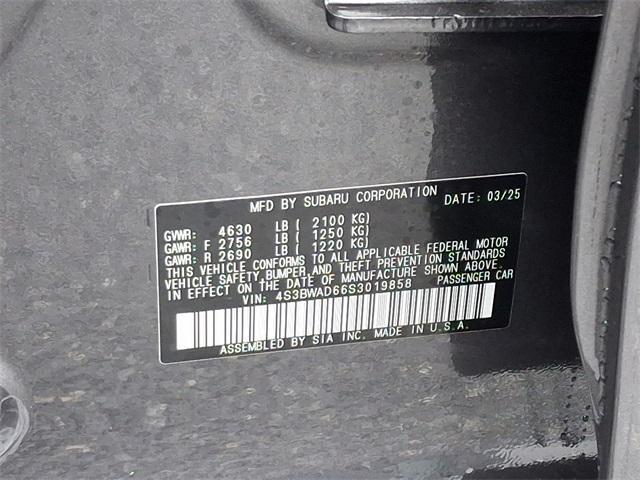 MFD BY SUBARU CORPORATION DATE: 03/25
GVWR: 4630 LB ( 2100 KG)
GAWR: F 2756 LB ( 1250 KG)
GAWR: R 2690 LB ( 1220 KG)
THIS VEHICLE CONFORMS TO ALL APPLICABLE FEDERAL MOTOR
VEHICLE SAFETY,BUMPER,AND THEFT PREVENTION STANDARDS
IN EFFECT ON THE DATE OF MANUFACTURE SHOWN ABOVE.
VIN: 4S3BWAD66S3019858 PASSENGER CAR
ASSEMBLED BY SIA INC. MADE IN U.S.A.